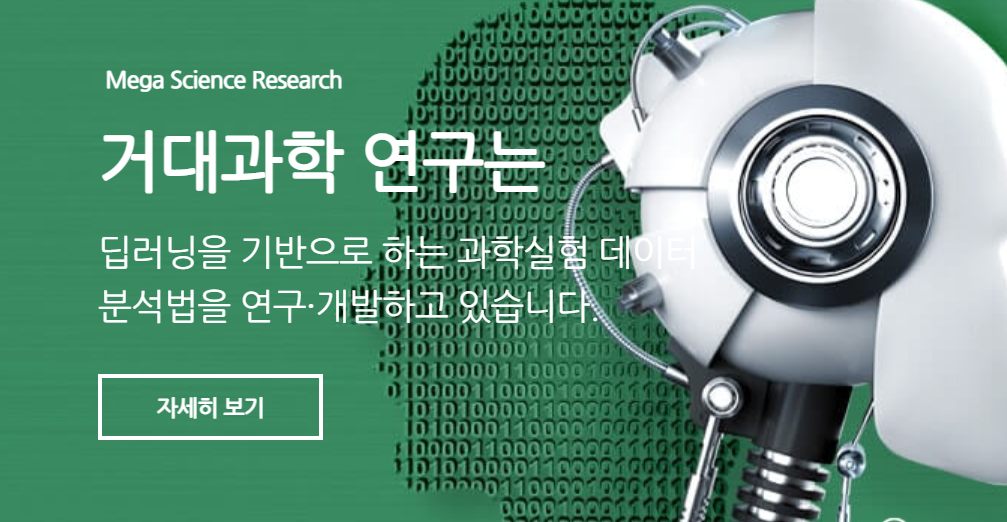 Mega Science Research
거대과학 연구는
딥러닝을 기반으로 하는 과학실험 데이터
분석법을 연구·개발하고 있습니다.
자세히 보기